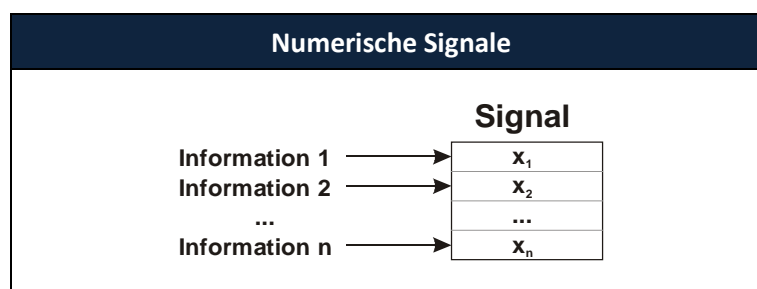 Numerische Signale
Signal
Information 1 x₁
Information 2 x₂
... ...
Information n xₙ